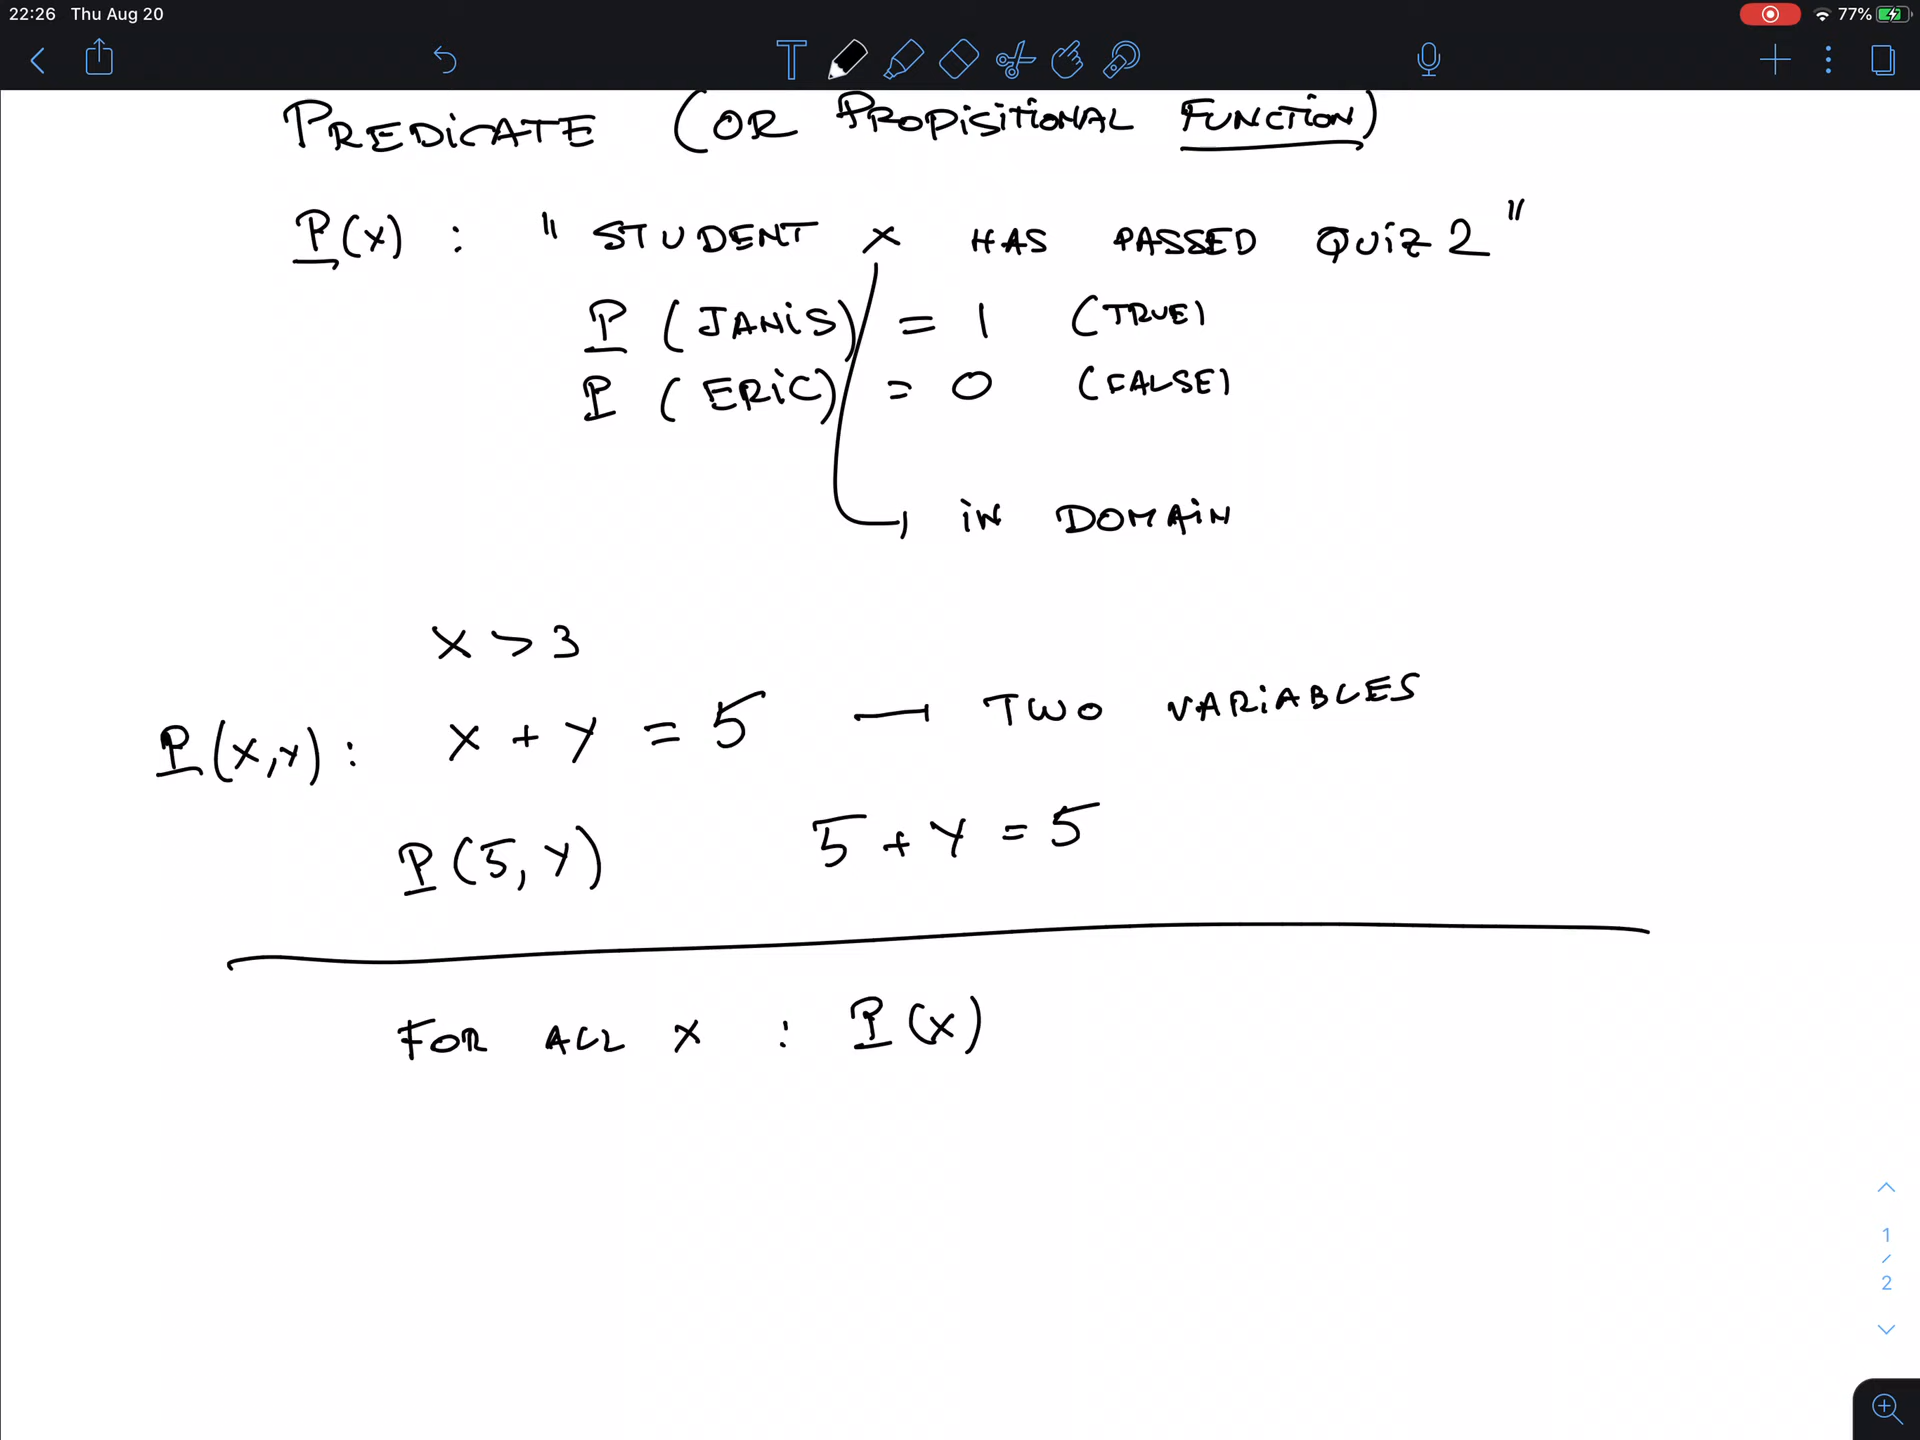 22:26 Thu Aug 20 77%
T
PREDICATE (OR PROPISITIONAL FUNCTION)
P(X) : " STUDENT X HAS PASSED QUIZ 2 "
P (JANIS) = 1 (TRUE)
P (ERIC) = 0 (FALSE)
IN DOMAIN
X > 3
P(X,Y) : X + Y = 5 — TWO VARIABLES
P(5, Y) 5 + Y = 5
FOR ALL X : P(X)
1
/
2